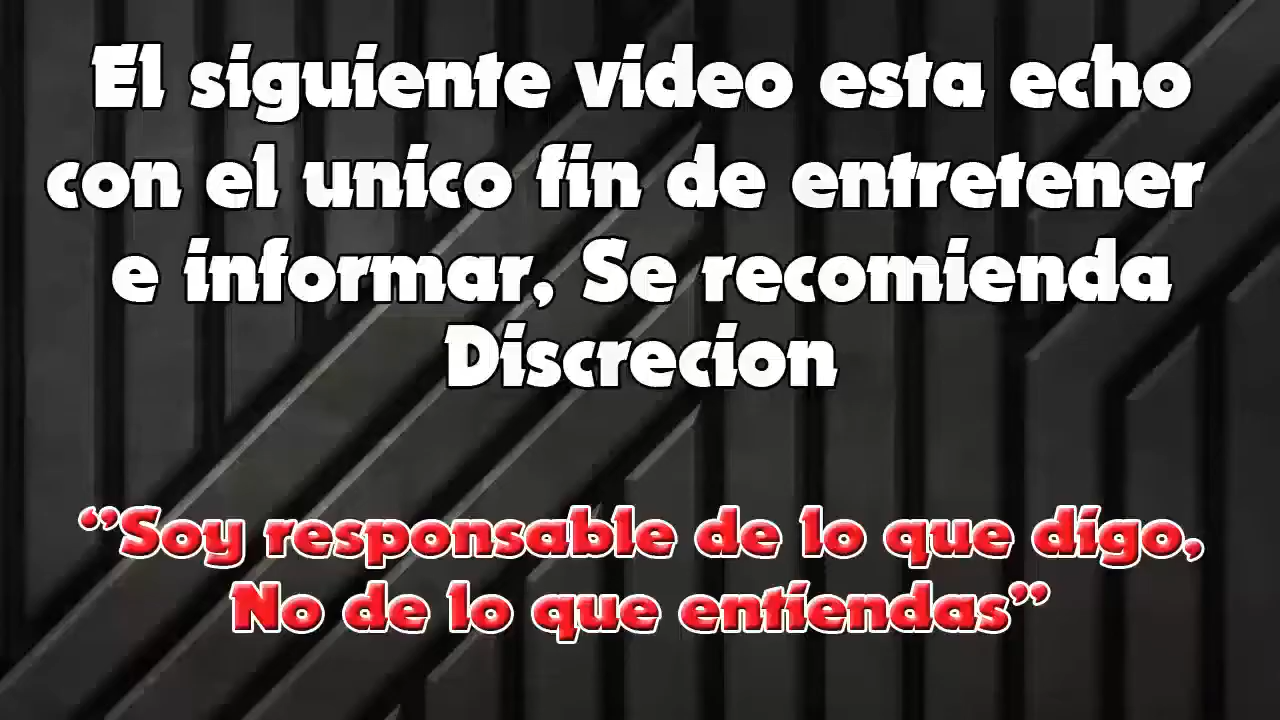 El siguiente video esta echo
con el unico fin de entretener
e informar, Se recomienda
Discrecion
‘’Soy responsable de lo que digo,
No de lo que entiendas’’